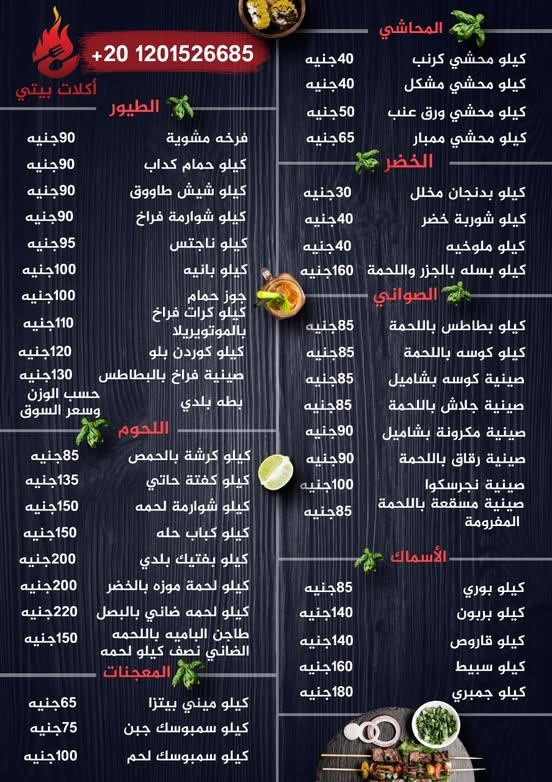 +20 1201526685
أكلات بيتي
المحاشي
كيلو محشي كرنب 40جنيه
كيلو محشي مشكل 40جنيه
كيلو محشي ورق عنب 50جنيه
كيلو محشي ممبار 65جنيه
الخضر
كيلو بدنجان مخلل 30جنيه
كيلو شوربة خضر 40جنيه
كيلو ملوخيه 40جنيه
كيلو بسله بالجزر واللحمة 160جنيه
الصواني
كيلو بطاطس باللحمة 85جنيه
كيلو كوسه باللحمة 85جنيه
صينية كوسه بشاميل 85جنيه
صينية جلاش باللحمة 85جنيه
صينية مكرونة بشاميل 90جنيه
صينية رقاق باللحمة 90جنيه
صينية نجرسكوا 100جنيه
صينية مسقعة باللحمة 85جنيه
المفرومة
الأسماك
كيلو بوري 85جنيه
كيلو بربون 140جنيه
كيلو قاروص 140جنيه
كيلو سبيط 160جنيه
كيلو جمبري 180جنيه
الطيور
فرخه مشوية 90جنيه
كيلو حمام كداب 90جنيه
كيلو شيش طاووق 90جنيه
كيلو شوارمة فراخ 90جنيه
كيلو ناجتس 95جنيه
كيلو بانيه 100جنيه
جوز حمام 100جنيه
كيلو كرات فراخ 110جنيه
بالموتويريلا
كيلو كوردن بلو 120جنيه
صينية فراخ بالبطاطس 130جنيه
بطه بلدي حسب الوزن
وسعر السوق
اللحوم
كيلو كرشة بالحمص 85جنيه
كيلو كفتة حاتي 135جنيه
كيلو شوارمة لحمه 150جنيه
كيلو كباب حله 150جنيه
كيلو بفتيك بلدي 200جنيه
كيلو لحمة موزه بالخضر 200جنيه
كيلو لحمه ضاني بالبصل 220جنيه
طاجن الباميه باللحمه 150جنيه
الضاني نصف كيلو لحمه
المعجنات
كيلو ميني بيتزا 65جنيه
كيلو سمبوسك جبن 75جنيه
كيلو سمبوسك لحم 100جنيه